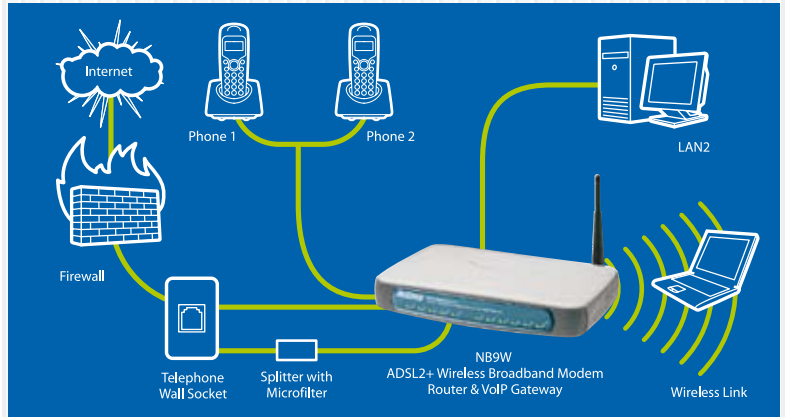 Internet
Phone 1
Phone 2
LAN2
Firewall
Telephone
Wall Socket
Splitter with
Microfilter
NB9W
ADSL2+ Wireless Broadband Modem
Router & VoIP Gateway
Wireless Link